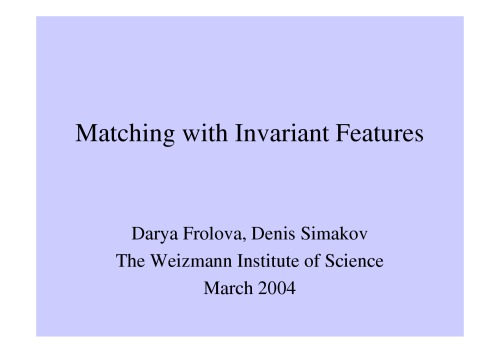 Matching with Invariant Features
Darya Frolova, Denis Simakov
The Weizmann Institute of Science
March 2004